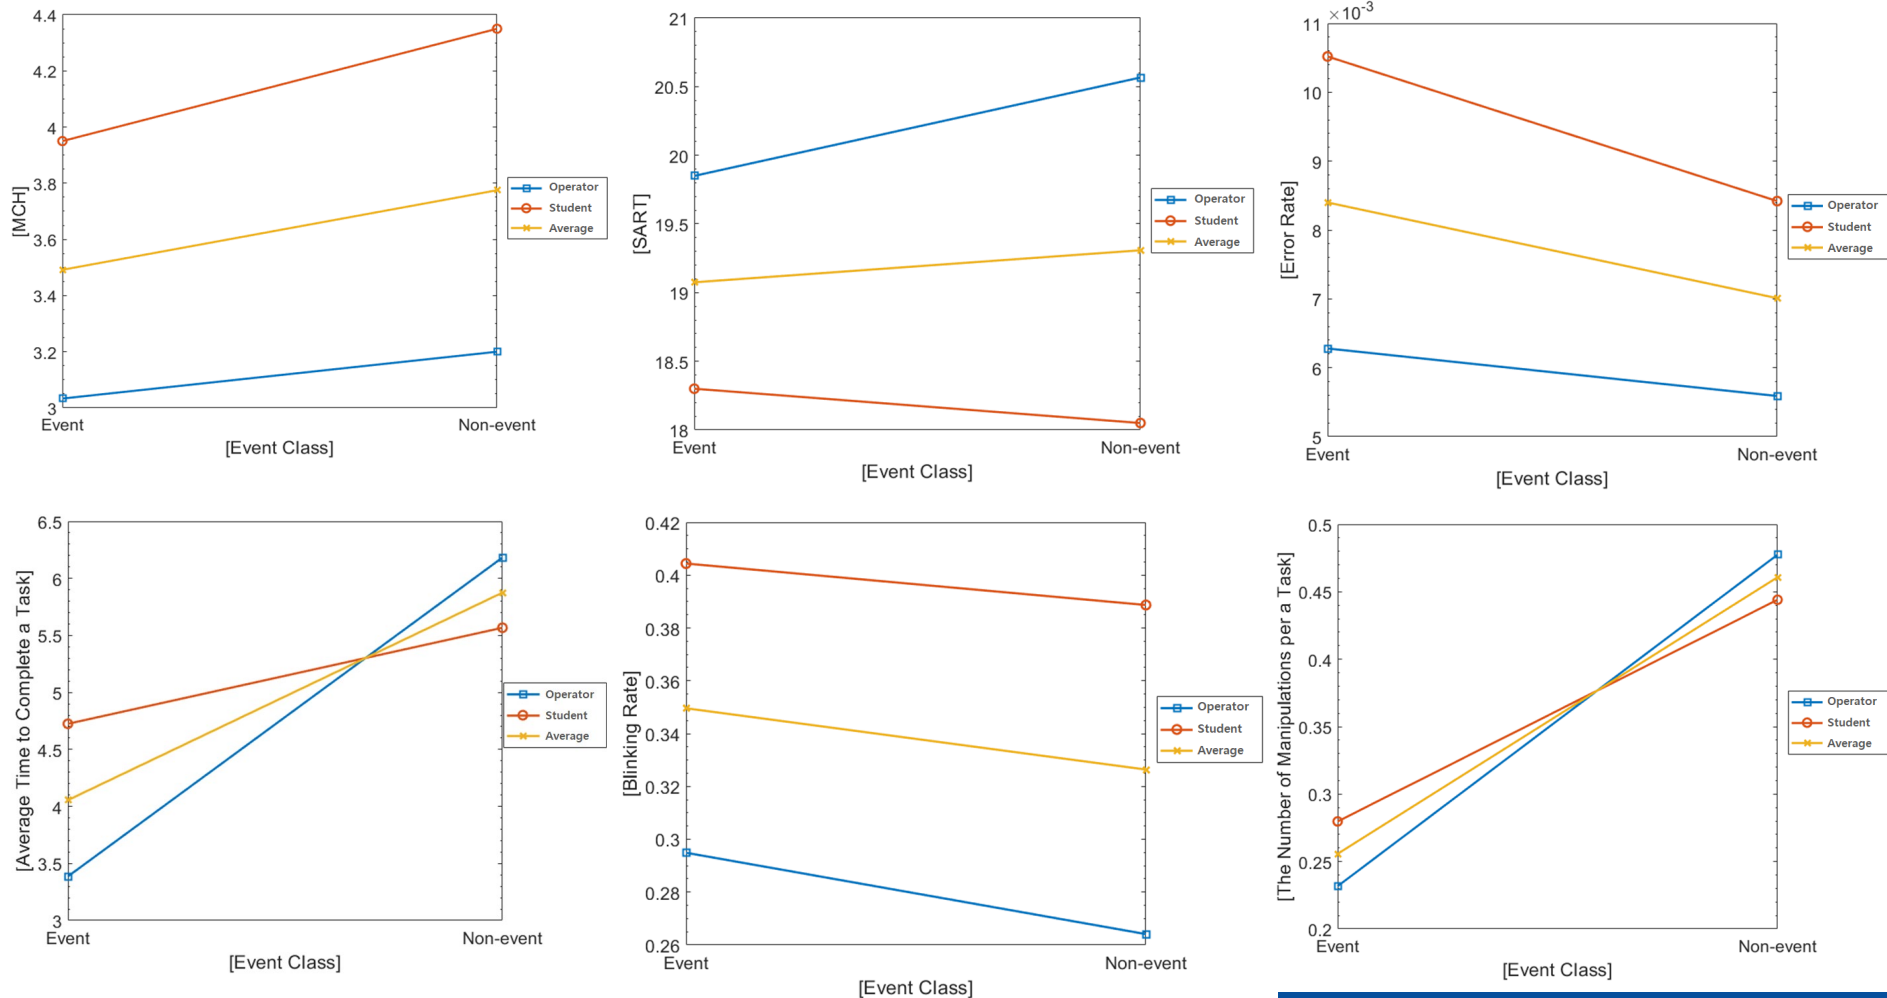 4.4
4.2
4
3.8
3.6
3.4
3.2
3
[MCH]
Event
Non-event
[Event Class]
Operator
Student
Average
21
20.5
20
19.5
19
18.5
18
[SART]
Event
Non-event
[Event Class]
Operator
Student
Average
×10-3
11
10
9
8
7
6
5
[Error Rate]
Event
Non-event
[Event Class]
Operator
Student
Average
6.5
6
5.5
5
4.5
4
3.5
3
[Average Time to Complete a Task]
Event
Non-event
[Event Class]
Operator
Student
Average
0.42
0.4
0.38
0.36
0.34
0.32
0.3
0.28
0.26
[Blinking Rate]
Event
Non-event
[Event Class]
Operator
Student
Average
0.5
0.45
0.4
0.35
0.3
0.25
0.2
[The Number of Manipulations per a Task]
Event
Non-event
[Event Class]
Operator
Student
Average